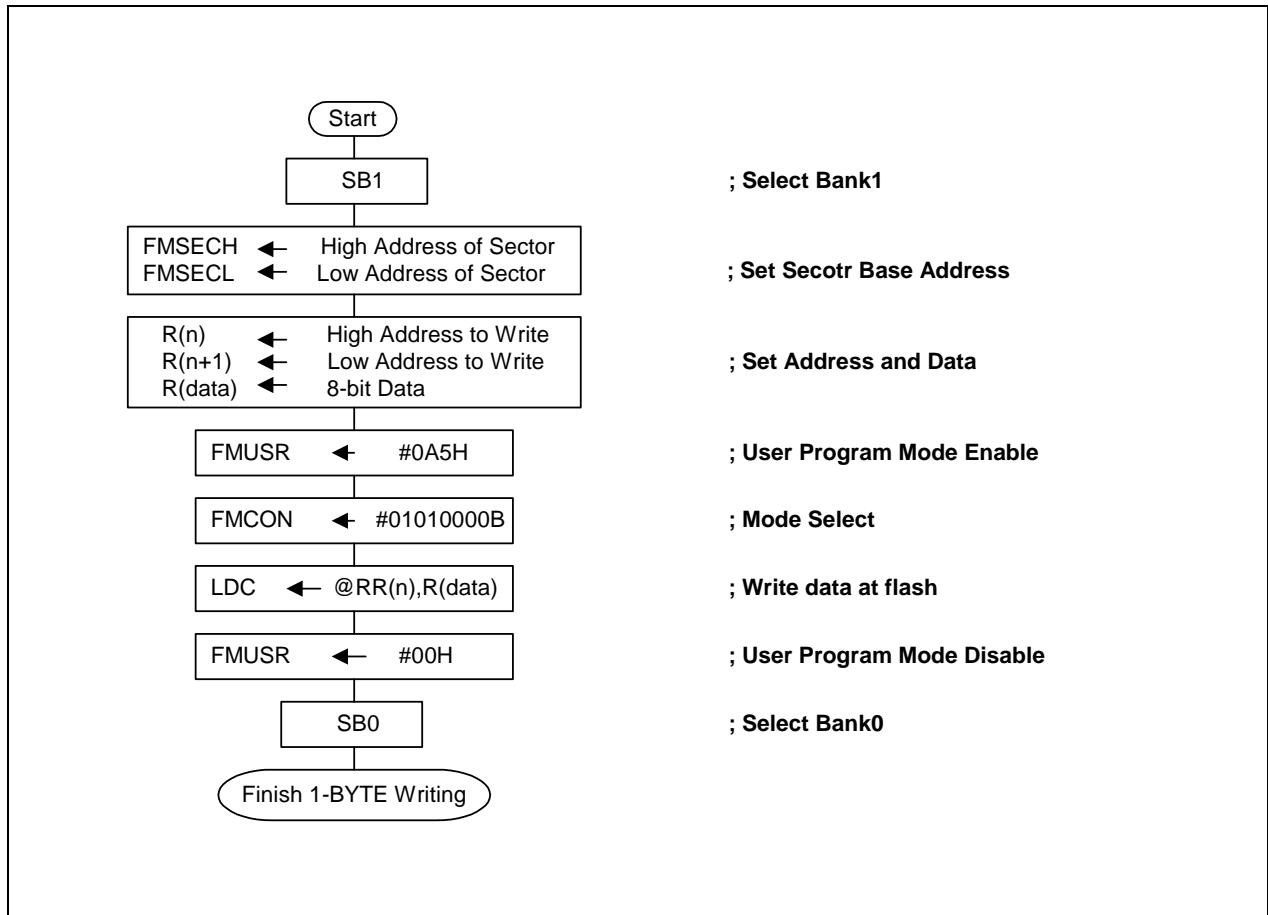 Start
SB1 ; Select Bank1
FMSECH High Address of Sector
FMSECL Low Address of Sector ; Set Secotr Base Address
R(n) High Address to Write
R(n+1) Low Address to Write ; Set Address and Data
R(data) 8-bit Data
FMUSR #0A5H ; User Program Mode Enable
FMCON #01010000B ; Mode Select
LDC @RR(n),R(data) ; Write data at flash
FMUSR #00H ; User Program Mode Disable
SB0 ; Select Bank0
Finish 1-BYTE Writing